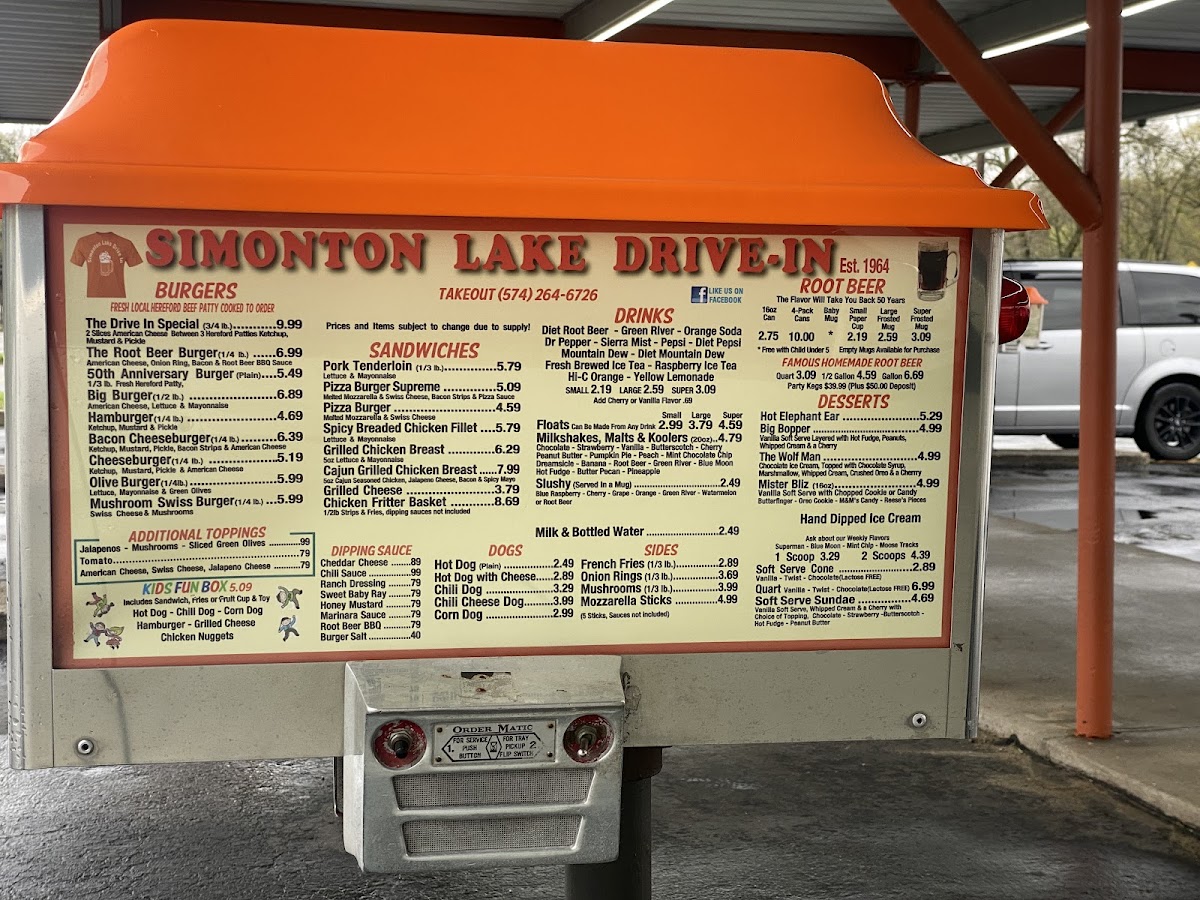 SIMONTON LAKE DRIVE-IN Est. 1964
Simonton Lake Drive In
BURGERS
FRESH LOCAL HEREFORD BEEF PATTY COOKED TO ORDER
The Drive In Special (3/4 lb.)............9.99
2 Slices American Cheese Between 3 Hereford Patties Ketchup,
Mustard & Pickle
The Root Beer Burger(1/4 lb.) ......6.99
American Cheese, Onion Ring, Bacon & Root Beer BBQ Sauce
50th Anniversary Burger (Plain)....5.49
1/3 lb. Fresh Hereford Patty,
Big Burger(1/2 lb.) ......................6.89
American Cheese, Lettuce & Mayonnaise
Hamburger(1/4 lb.) ......................4.69
Ketchup, Mustard & Pickle
Bacon Cheeseburger(1/4 lb.) .........6.39
Ketchup, Mustard, Pickle, Bacon Strips & American Cheese
Cheeseburger(1/4 lb.) ..................5.19
Ketchup, Mustard, Pickle & American Cheese
Olive Burger(1/4lb.)......................5.99
Lettuce, Mayonnaise & Green Olives
Mushroom Swiss Burger(1/4 lb.) ...5.99
Swiss Cheese & Mushrooms
ADDITIONAL TOPPINGS
Jalapenos - Mushrooms - Sliced Green Olives ............99
Tomato...............................79
American Cheese, Swiss Cheese, Jalapeno Cheese ..........79
KIDS FUN BOX 5.09
Includes Sandwich, Fries or Fruit Cup & Toy
Hot Dog - Chili Dog - Corn Dog
Hamburger - Grilled Cheese
Chicken Nuggets
TAKEOUT (574) 264-6726
f LIKE US ON
FACEBOOK
Prices and Items subject to change due to supply!
SANDWICHES
Pork Tenderloin (1/3 lb.)...............5.79
Lettuce & Mayonnaise
Pizza Burger Supreme ................5.09
Melted Mozzarella & Swiss Cheese, Bacon Strips & Pizza Sauce
Pizza Burger ..............................4.59
Melted Mozzarella & Swiss Cheese
Spicy Breaded Chicken Fillet ....5.79
Lettuce & Mayonnaise
Grilled Chicken Breast ...............6.29
5oz Lettuce & Mayonnaise
Cajun Grilled Chicken Breast .....7.99
5oz Cajun Seasoned Chicken, Jalapeno Cheese, Bacon & Spicy Mayo
Grilled Cheese ...........................3.79
Chicken Fritter Basket ...............8.69
1/2lb Strips & Fries, dipping sauces not included
DIPPING SAUCE
Cheddar Cheese ........89
Chili Sauce ...............99
Ranch Dressing .........79
Sweet Baby Ray .........79
Honey Mustard .........79
Marinara Sauce .........79
Root Beer BBQ .........79
Burger Salt ...............40
DOGS
Hot Dog (Plain) ...............2.49
Hot Dog with Cheese.......2.89
Chili Dog .......................3.29
Chili Cheese Dog............3.99
Corn Dog .......................2.99
DRINKS
Diet Root Beer - Green River - Orange Soda
Dr Pepper - Sierra Mist - Pepsi - Diet Pepsi
Mountain Dew - Diet Mountain Dew
Fresh Brewed Ice Tea - Raspberry Ice Tea
Hi-C Orange - Yellow Lemonade
SMALL 2.19 LARGE 2.59 SUPER 3.09
Add Cherry or Vanilla Flavor .69
Small Large Super
Floats Can Be Made From Any Drink 2.99 3.79 4.59
Milkshakes, Malts & Koolers (20oz)..4.79
Chocolate - Strawberry - Vanilla - Butterscotch - Cherry
Peanut Butter - Pumpkin Pie - Peach - Mint Chocolate Chip
Dreamsicle - Banana - Root Beer - Green River - Blue Moon
Hot Fudge - Butter Pecan - Pineapple
Slushy (Served in a Mug) ...................2.49
Blue Raspberry - Cherry - Grape - Orange - Green River - Watermelon
or Root Beer
Milk & Bottled Water ....................2.49
SIDES
French Fries (1/3 lb.)...............2.89
Onion Rings (1/3 lb.)...............3.69
Mushrooms (1/3 lb.)...............3.99
Mozzarella Sticks ...............4.99
(5 Sticks, Sauces not included)
ROOT BEER
The Flavor Will Take You Back 50 Years
16oz Can 4-Pack Cans Baby Mug Small Paper Cup Large Frosted Mug Super Frosted Mug
2.75 10.00 * 2.19 2.59 3.09
* Free with Child Under 5 Empty Mugs Available for Purchase
FAMOUS HOMEMADE ROOT BEER
Quart 3.09 1/2 Gallon 4.59 Gallon 6.69
Party Kegs $39.99 (Plus $50.00 Deposit)
DESSERTS
Hot Elephant Ear ..............................5.29
Big Bopper ......................................4.99
Vanilla Soft Serve Layered with Hot Fudge, Peanuts,
Whipped Cream & a Cherry
The Wolf Man ..................................4.99
Chocolate Ice Cream, Topped with Chocolate Syrup,
Marshmallow, Whipped Cream, Crushed Oreo & a Cherry
Mister Bliz (16oz)..............................4.99
Vanilla Soft Serve with Chopped Cookie or Candy
Butterfinger - Oreo Cookie - M&M's Candy - Reese's Pieces
Hand Dipped Ice Cream
Ask about our Weekly Flavors
Superman - Blue Moon - Mint Chip - Moose Tracks
1 Scoop 3.29 2 Scoops 4.39
Soft Serve Cone ............................2.89
Vanilla - Twist - Chocolate(Lactose FREE)
Quart Vanilla - Twist - Chocolate(Lactose FREE) 6.99
Soft Serve Sundae ..........................4.69
Vanilla Soft Serve, Whipped Cream & a Cherry with
Choice of Topping, Chocolate - Strawberry -Butterscotch -
Hot Fudge - Peanut Butter
ORDER MATIC
1. FOR SERVICE PUSH BUTTON
FOR TRAY PICKUP FLIP SWITCH 2